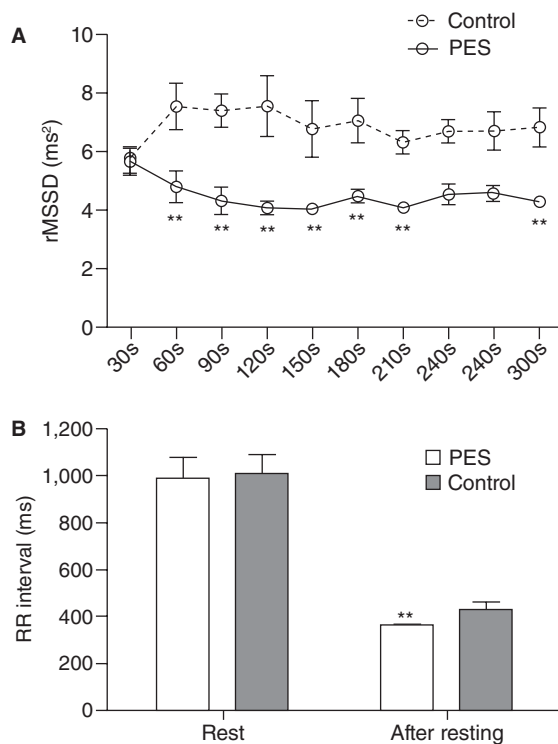 A
Control
PES
rMSSD (ms²)
10
8
6
4
2
0
** ** ** ** ** ** **
30s 60s 90s 120s 150s 180s 210s 240s 240s 300s
B
RR interval (ms)
1,200
1,000
800
600
400
200
0
PES
Control
**
Rest After resting